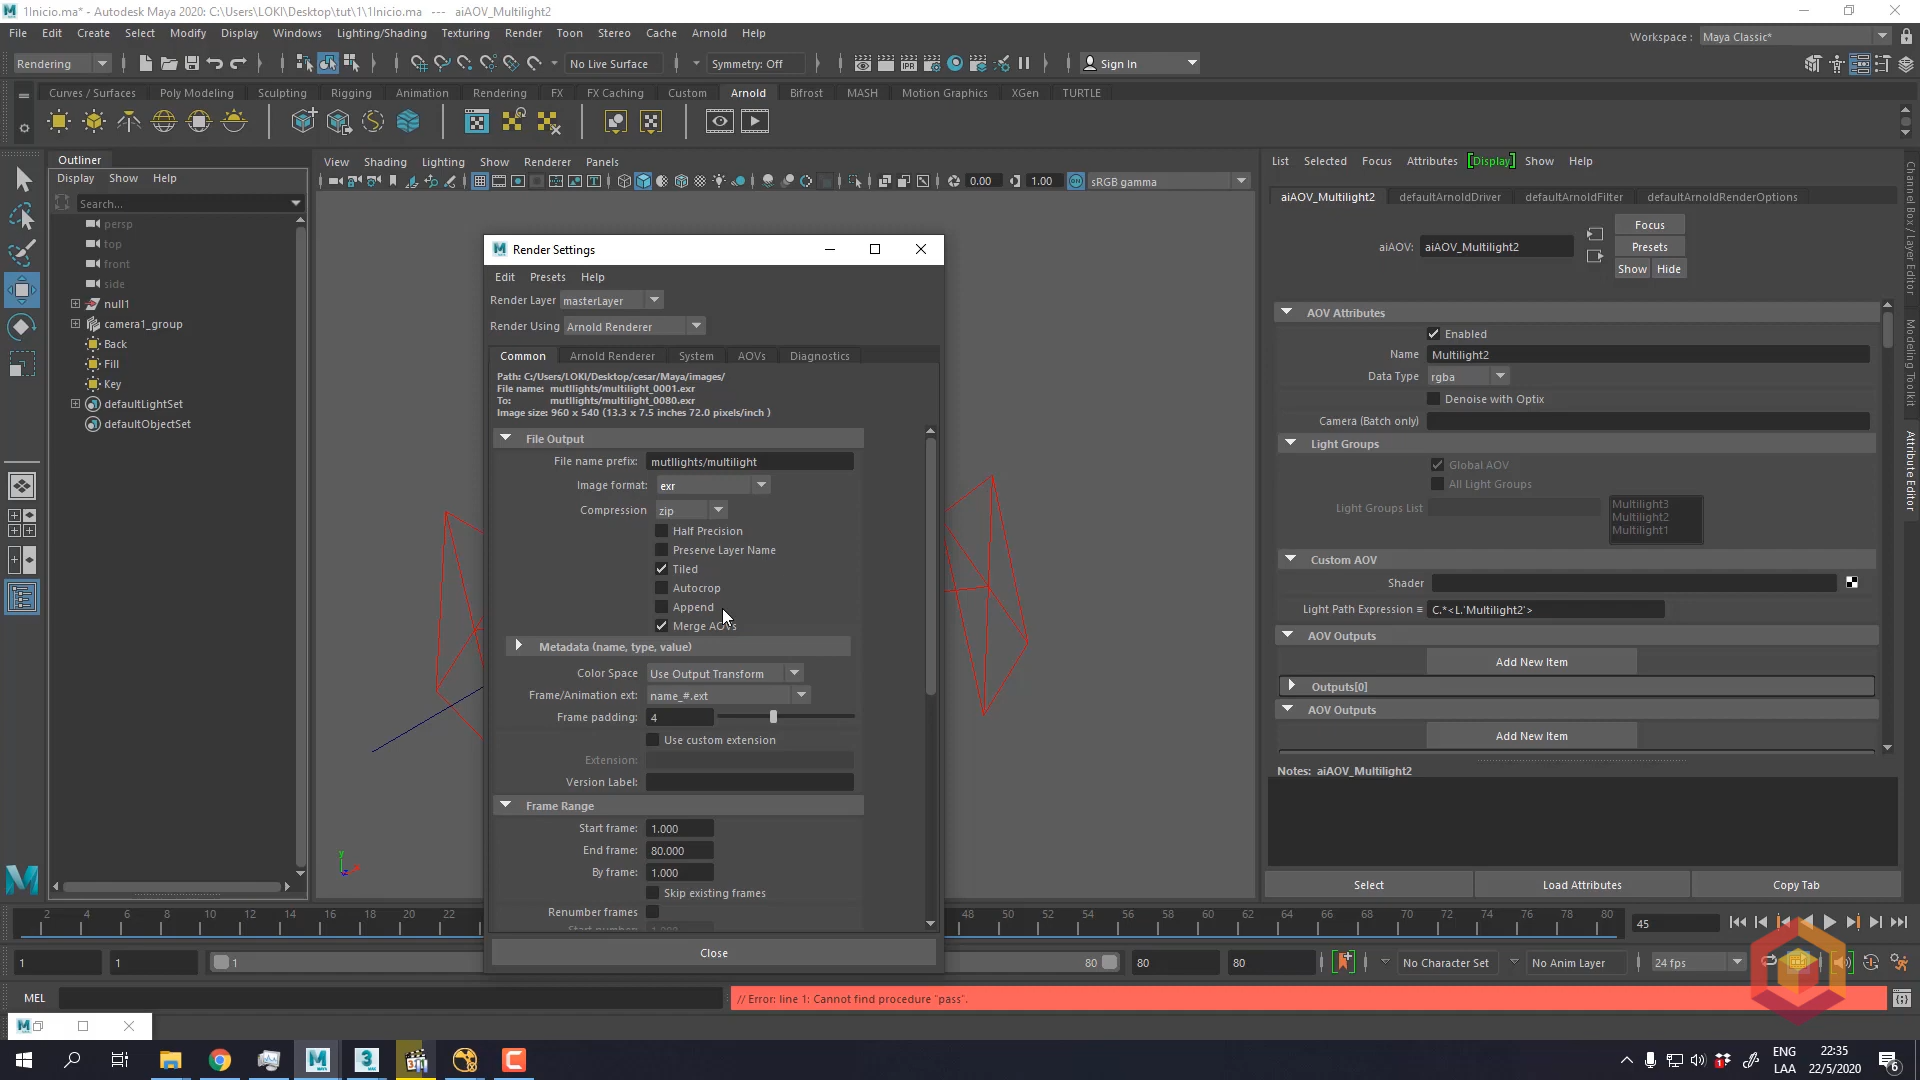 1Inicio.ma* - Autodesk Maya 2020: C:\Users\LOKI\Desktop\tut\1\1Inicio.ma   ---   aiAOV_Multilight2
File Edit Create Select Modify Display Windows Lighting/Shading Texturing Render Toon Stereo Cache Arnold Help
Workspace : Maya Classic*
Rendering No Live Surface Symmetry: Off IPR Sign In
Curves / Surfaces Poly Modeling Sculpting Rigging Animation Rendering FX FX Caching Custom Arnold Bifrost MASH Motion Graphics XGen TURTLE
Outliner
Display Show Help
Search...
persp
top
front
side
null1
camera1_group
Back
Fill
Key
defaultLightSet
defaultObjectSet
View Shading Lighting Show Renderer Panels
0.00 1.00 sRGB gamma
Render Settings
Edit Presets Help
Render Layer masterLayer
Render Using Arnold Renderer
Common Arnold Renderer System AOVs Diagnostics
Path: C:/Users/LOKI/Desktop/cesar/Maya/images/
File name: mutllights/multilight_0001.exr
To: mutllights/multilight_0080.exr
Image size: 960 x 540 (13.3 x 7.5 inches 72.0 pixels/inch )
File Output
File name prefix: mutllights/multilight
Image format: exr
Compression zip
Half Precision
Preserve Layer Name
Tiled
Autocrop
Append
Merge AOVs
Metadata (name, type, value)
Color Space Use Output Transform
Frame/Animation ext: name_#.ext
Frame padding: 4
Use custom extension
Extension:
Version Label:
Frame Range
Start frame: 1.000
End frame: 80.000
By frame: 1.000
Skip existing frames
Renumber frames
Close
List Selected Focus Attributes [Display] Show Help
aiAOV_Multilight2 defaultArnoldDriver defaultArnoldFilter defaultArnoldRenderOptions
Focus
aiAOV: aiAOV_Multilight2 Presets
Show Hide
AOV Attributes
Enabled
Name Multilight2
Data Type rgba
Denoise with Optix
Camera (Batch only)
Light Groups
Global AOV
All Light Groups
Light Groups List Multilight3
Multilight2
Multilight1
Custom AOV
Shader
Light Path Expression = C.*<L.'Multilight2'>
AOV Outputs
Add New Item
Outputs[0]
AOV Outputs
Add New Item
Notes: aiAOV_Multilight2
Select Load Attributes Copy Tab
Channel Box / Layer Editor
Modeling Toolkit
Attribute Editor
y
2 4 6 8 10 12 14 16 18 20 22 48 50 52 54 56 58 60 62 64 66 68 70 72 74 76 78 80 45
1 1 1 80 80 80 No Character Set No Anim Layer 24 fps
MEL // Error: line 1: Cannot find procedure "pass".
ENG 22:35
LAA 22/5/2020 6